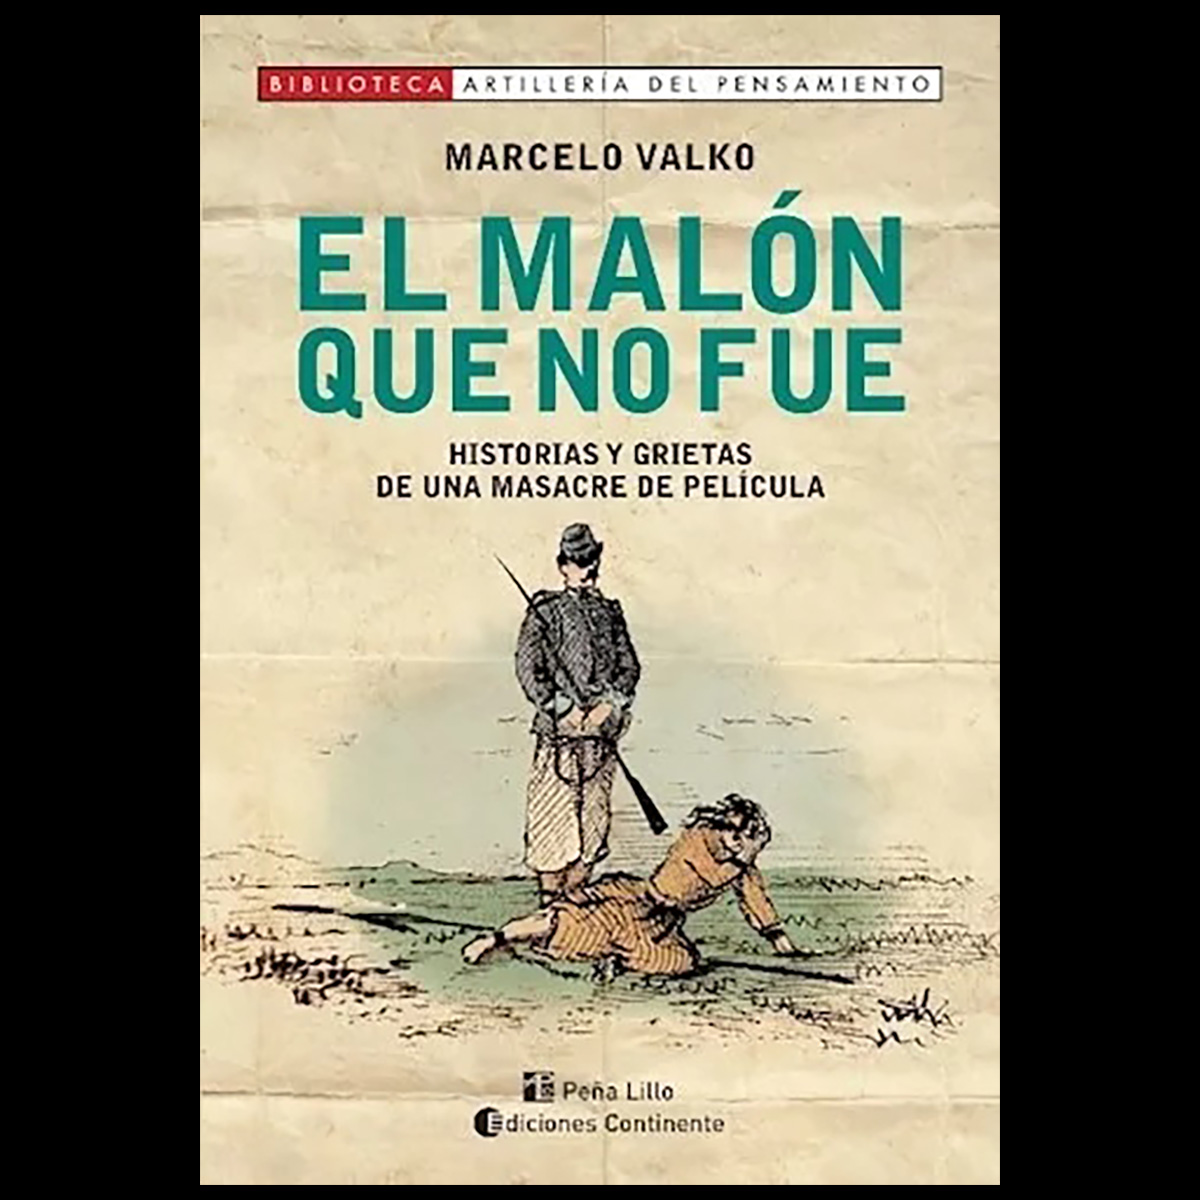 BIBLIOTECA ARTILLERÍA DEL PENSAMIENTO
MARCELO VALKO
EL MALÓN
QUE NO FUE
HISTORIAS Y GRIETAS
DE UNA MASACRE DE PELÍCULA
Peña Lillo
Ediciones Continente